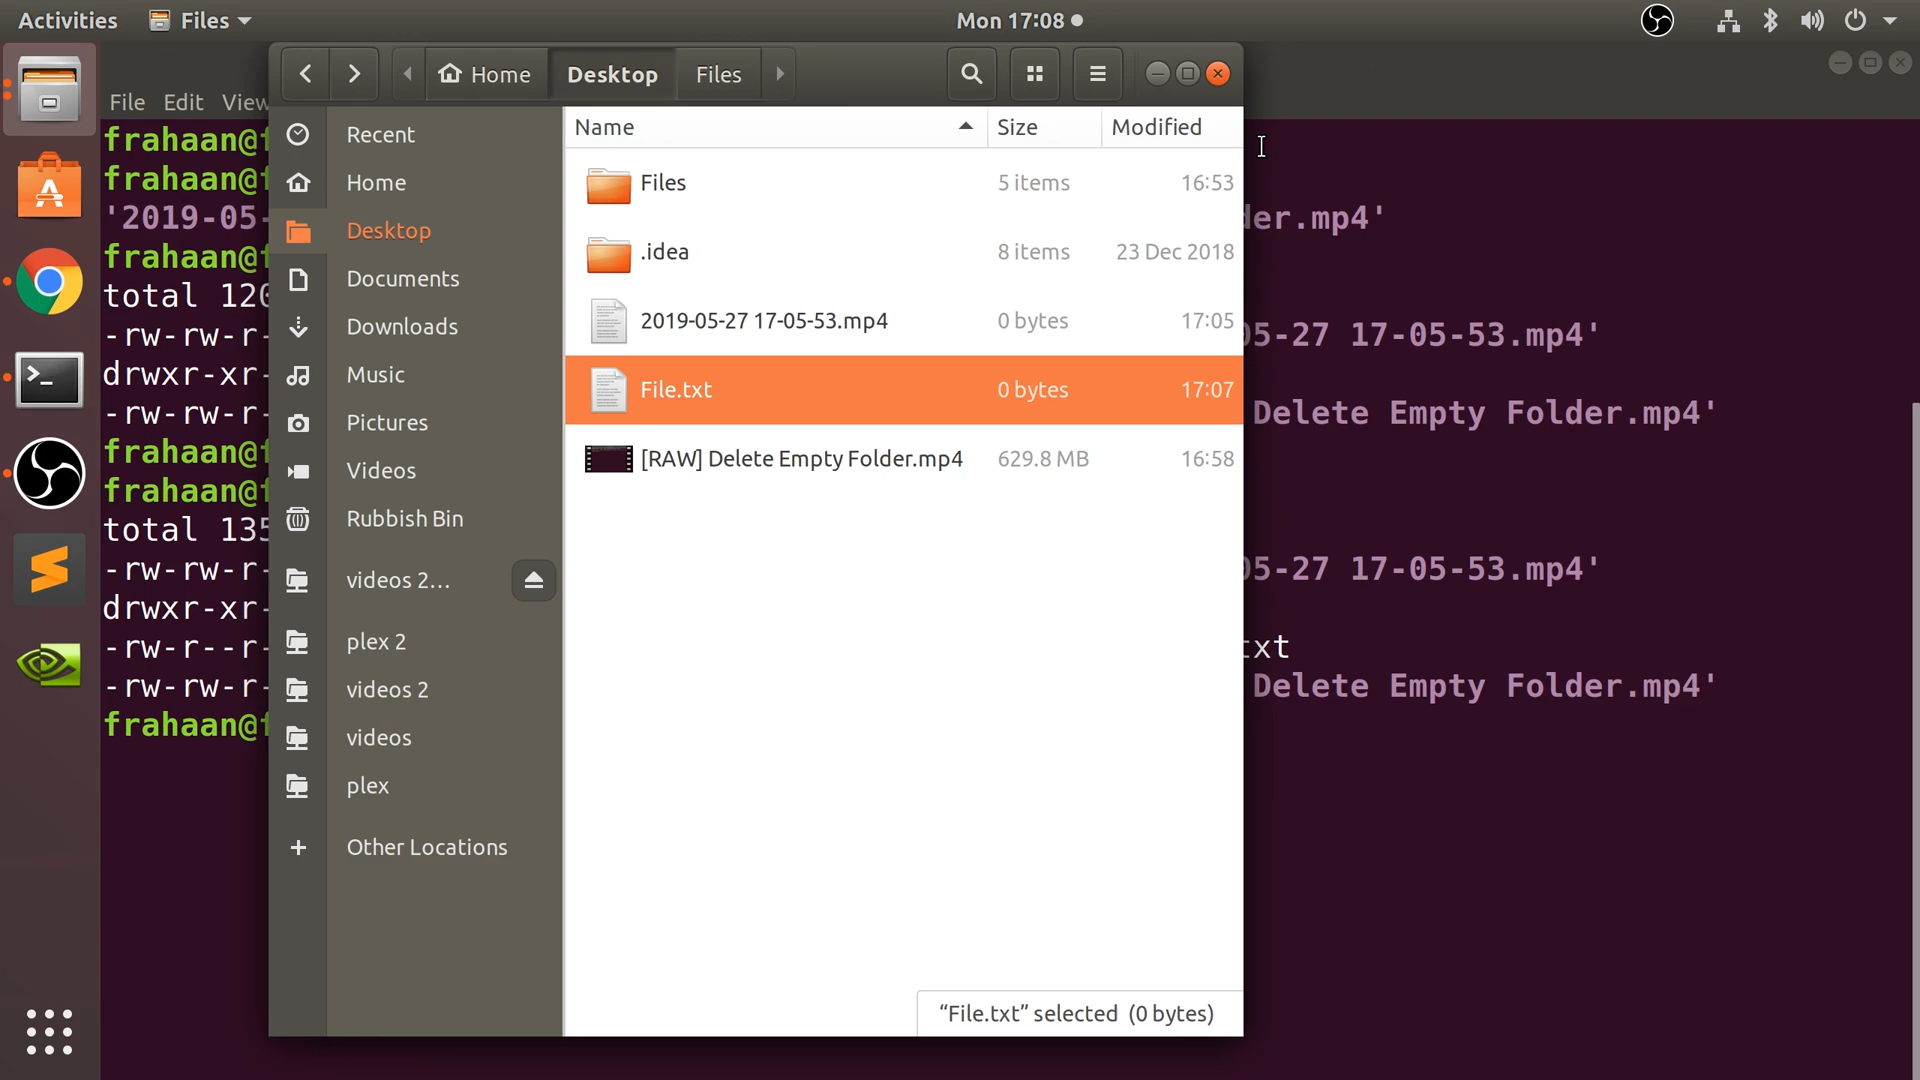 Activities Files Mon 17:08
Home Desktop Files
File Edit View
Name Size Modified
Recent
Home
Desktop
Documents
Downloads
Music
Pictures
Videos
Rubbish Bin
videos 2...
plex 2
videos 2
videos
plex
+ Other Locations
Files 5 items 16:53
.idea 8 items 23 Dec 2018
2019-05-27 17-05-53.mp4 0 bytes 17:05
File.txt 0 bytes 17:07
[RAW] Delete Empty Folder.mp4 629.8 MB 16:58
“File.txt” selected (0 bytes)
frahaan@f
frahaan@f
'2019-05- der.mp4'
frahaan@f
total 120
-rw-rw-r- 05-27 17-05-53.mp4'
drwxr-xr-
-rw-rw-r- Delete Empty Folder.mp4'
frahaan@f
frahaan@f
total 135
-rw-rw-r- 05-27 17-05-53.mp4'
drwxr-xr-
-rw-r--r- txt
-rw-rw-r- Delete Empty Folder.mp4'
frahaan@f